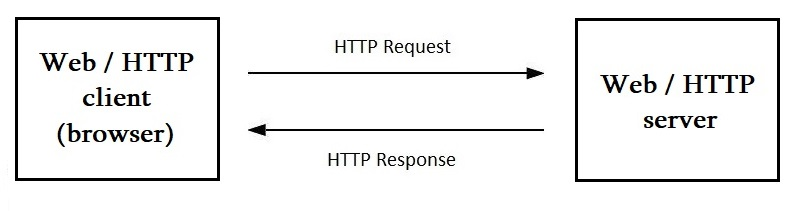 Web / HTTP
client
(browser)
HTTP Request
HTTP Response
Web / HTTP
server